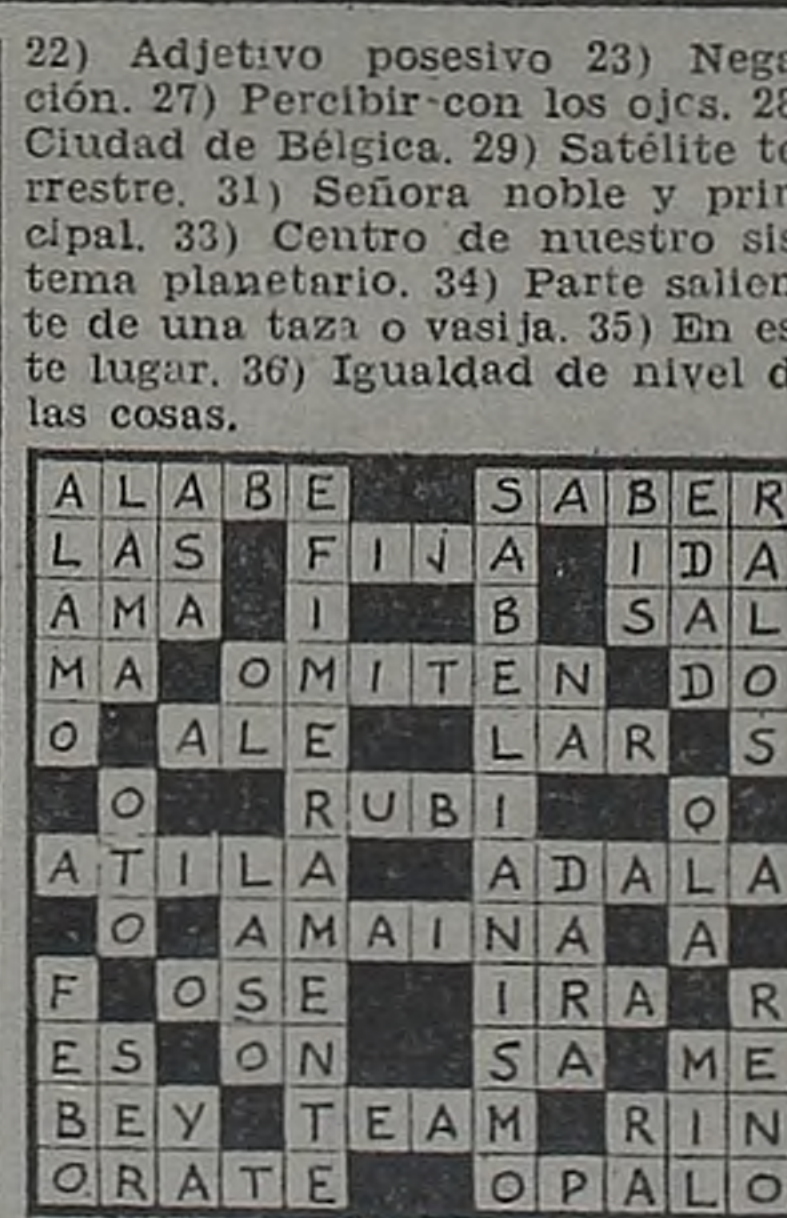 22) Adjetivo posesivo 23) Nega
ción. 27) Percibir con los ojos. 28
Ciudad de Bélgica. 29) Satélite te
rrestre. 31) Señora noble y prin
cipal. 33) Centro de nuestro sis
tema planetario. 34) Parte salien
te de una taza o vasija. 35) En es
te lugar. 36) Igualdad de nivel d
las cosas.
A L A B E S A B E R
L A S F I J A I D A
A M A I B S A L
M A O M I T E N D O
O A L E L A R S
O R U B I O
A T I L A A D A L A
O A M A I N A A
F O S E I R A R
E S O N S A M E
B E Y T E A M R I N
O R A T E O P A L O